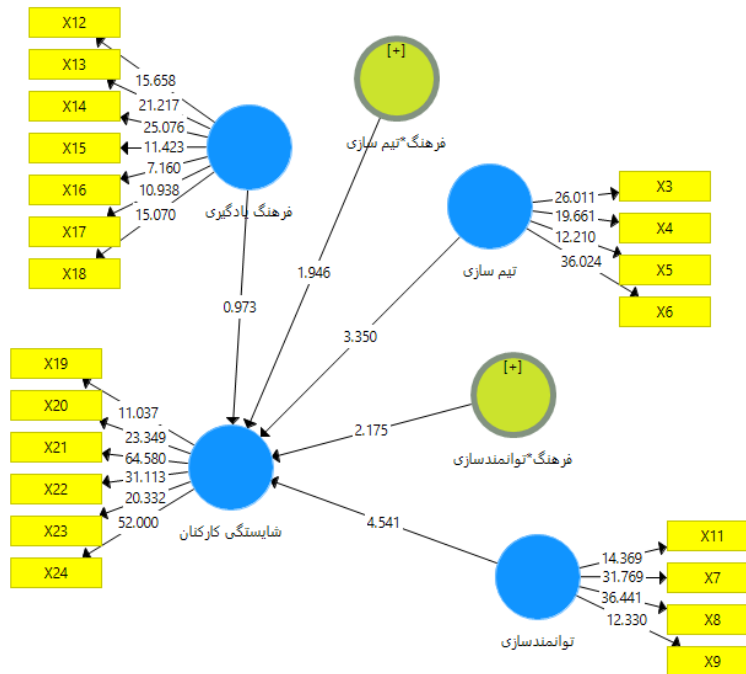 X12
X13
X14
X15
X16
X17
X18
15.658
21.217
25.076
11.423
7.160
10.938
15.070
فرهنگ یادگیری
[+]
فرهنگ*تیم سازی
تیم سازی
26.011
19.661
12.210
36.024
X3
X4
X5
X6
0.973
1.946
3.350
[+]
فرهنگ*توانمندسازی
2.175
X19
X20
X21
X22
X23
X24
11.037
23.349
64.580
31.113
20.332
52.000
شایستگی کارکنان
4.541
توانمندسازی
14.369
31.769
36.441
12.330
X11
X7
X8
X9